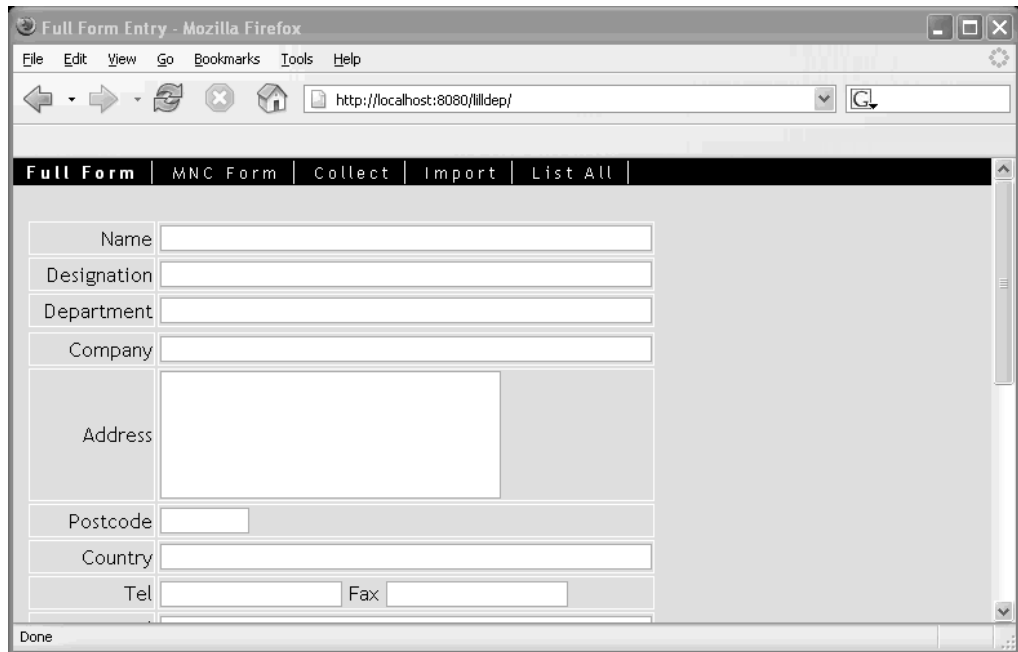 Full Form Entry - Mozilla Firefox
File Edit View Go Bookmarks Tools Help
http://localhost:8080/lilldep/
G
Full Form MNC Form Collect Import List All
Name
Designation
Department
Company
Address
Postcode
Country
Tel Fax
Done